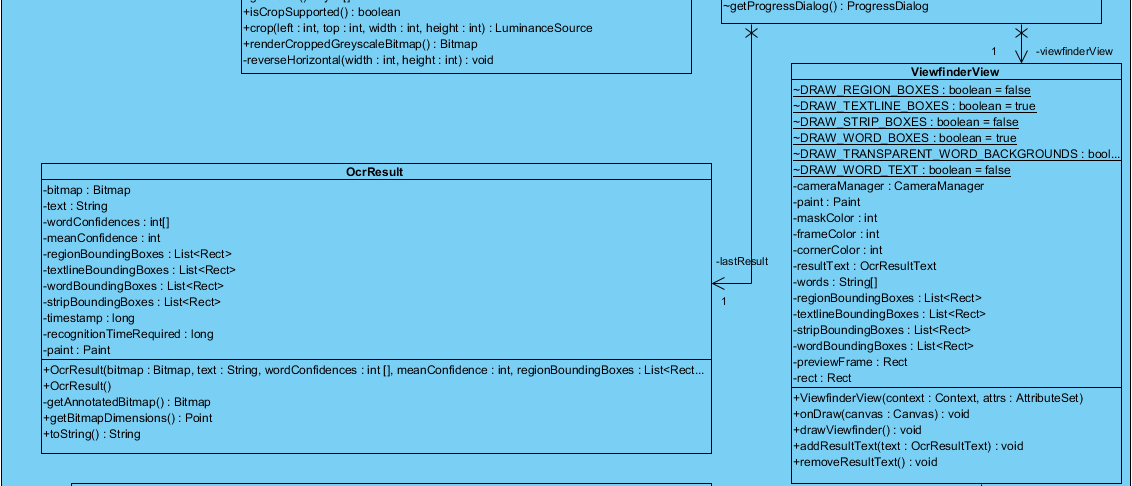 +isCropSupported() : boolean
+crop(left : int, top : int, width : int, height : int) : LuminanceSource
+renderCroppedGreyscaleBitmap() : Bitmap
-reverseHorizontal(width : int, height : int) : void
~getProgressDialog() : ProgressDialog
1
-viewfinderView
ViewfinderView
~DRAW_REGION_BOXES : boolean = false
~DRAW_TEXTLINE_BOXES : boolean = true
~DRAW_STRIP_BOXES : boolean = false
~DRAW_WORD_BOXES : boolean = true
~DRAW_TRANSPARENT_WORD_BACKGROUNDS : bool...
~DRAW_WORD_TEXT : boolean = false
-cameraManager : CameraManager
-paint : Paint
-maskColor : int
-frameColor : int
-cornerColor : int
-resultText : OcrResultText
-words : String[]
-regionBoundingBoxes : List<Rect>
-textlineBoundingBoxes : List<Rect>
-stripBoundingBoxes : List<Rect>
-wordBoundingBoxes : List<Rect>
-previewFrame : Rect
-rect : Rect
+ViewfinderView(context : Context, attrs : AttributeSet)
+onDraw(canvas : Canvas) : void
+drawViewfinder() : void
+addResultText(text : OcrResultText) : void
+removeResultText() : void
OcrResult
-bitmap : Bitmap
-text : String
-wordConfidences : int[]
-meanConfidence : int
-regionBoundingBoxes : List<Rect>
-textlineBoundingBoxes : List<Rect>
-wordBoundingBoxes : List<Rect>
-stripBoundingBoxes : List<Rect>
-timestamp : long
-recognitionTimeRequired : long
-paint : Paint
+OcrResult(bitmap : Bitmap, text : String, wordConfidences : int [], meanConfidence : int, regionBoundingBoxes : List<Rect...
+OcrResult()
-getAnnotatedBitmap() : Bitmap
+getBitmapDimensions() : Point
+toString() : String
-lastResult
1